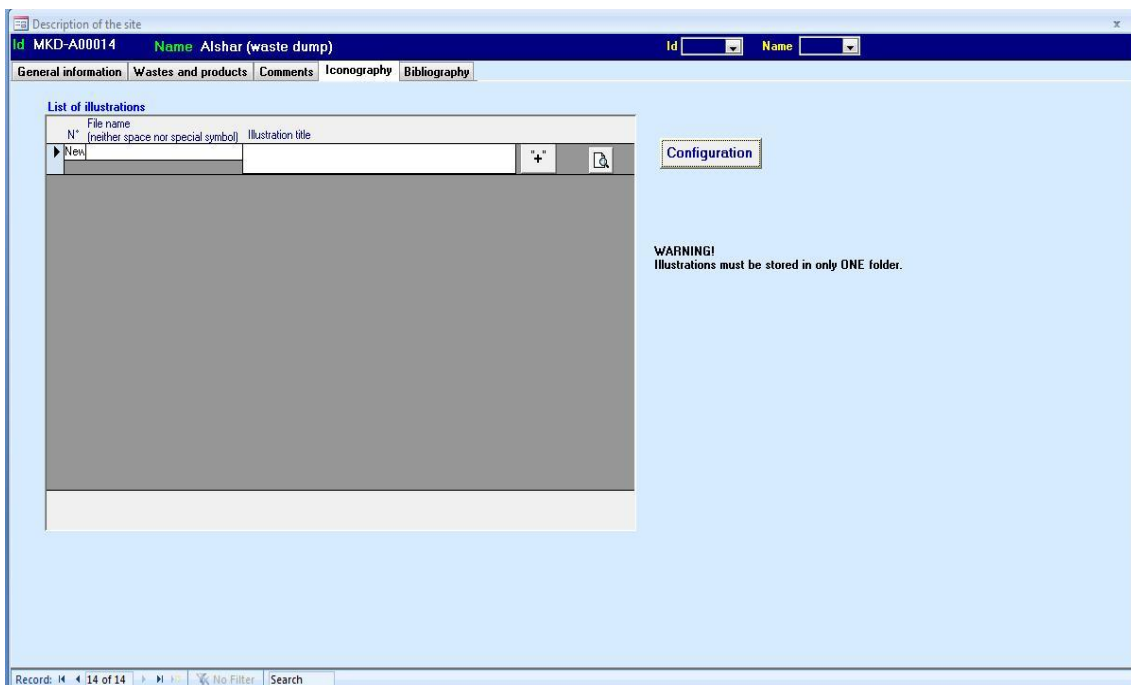 Description of the site
x
Id MKD-A00014 Name Alshar (waste dump) Id Name
General information Wastes and products Comments Iconography Bibliography
List of illustrations
N° File name
(neither space nor special symbol) Illustration title
New "+"
Configuration
WARNING!
Illustrations must be stored in only ONE folder.
Record: 14 of 14 No Filter Search